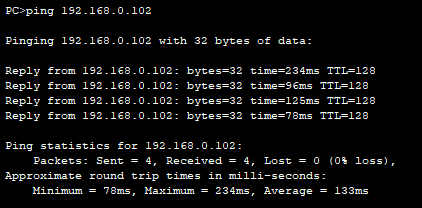 PC>ping 192.168.0.102
Pinging 192.168.0.102 with 32 bytes of data:
Reply from 192.168.0.102: bytes=32 time=234ms TTL=128
Reply from 192.168.0.102: bytes=32 time=96ms TTL=128
Reply from 192.168.0.102: bytes=32 time=125ms TTL=128
Reply from 192.168.0.102: bytes=32 time=78ms TTL=128
Ping statistics for 192.168.0.102:
Packets: Sent = 4, Received = 4, Lost = 0 (0% loss),
Approximate round trip times in milli-seconds:
Minimum = 78ms, Maximum = 234ms, Average = 133ms